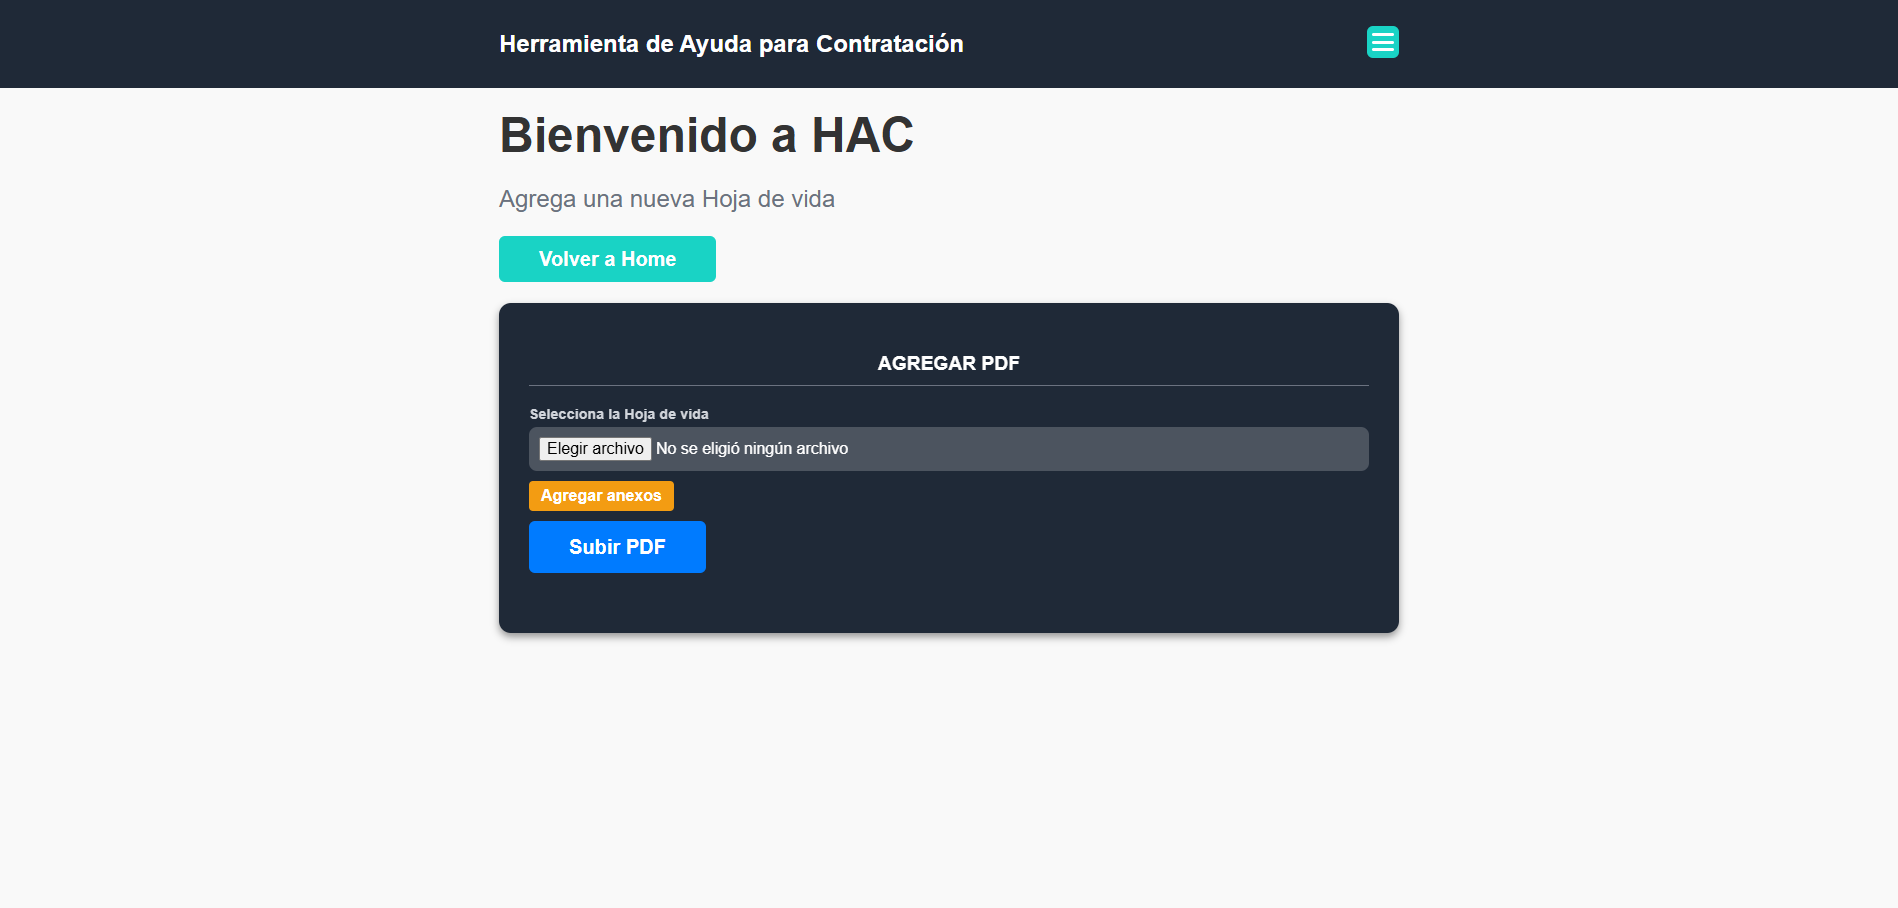 Herramienta de Ayuda para Contratación
Bienvenido a HAC
Agrega una nueva Hoja de vida
Volver a Home
AGREGAR PDF
Selecciona la Hoja de vida
Elegir archivo No se eligió ningún archivo
Agregar anexos
Subir PDF